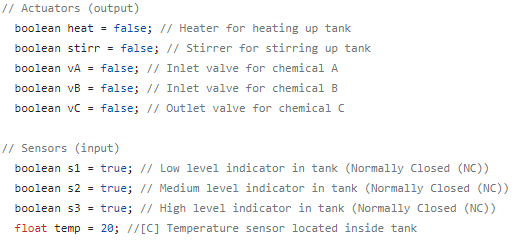 // Actuators (output)
boolean heat = false; // Heater for heating up tank
boolean stirr = false; // Stirrer for stirring up tank
boolean vA = false; // Inlet valve for chemical A
boolean vB = false; // Inlet valve for chemical B
boolean vC = false; // Outlet valve for chemical C
// Sensors (input)
boolean s1 = true; // Low level indicator in tank (Normally Closed (NC))
boolean s2 = true; // Medium level indicator in tank (Normally Closed (NC))
boolean s3 = true; // High level indicator in tank (Normally Closed (NC))
float temp = 20; //[C] Temperature sensor located inside tank